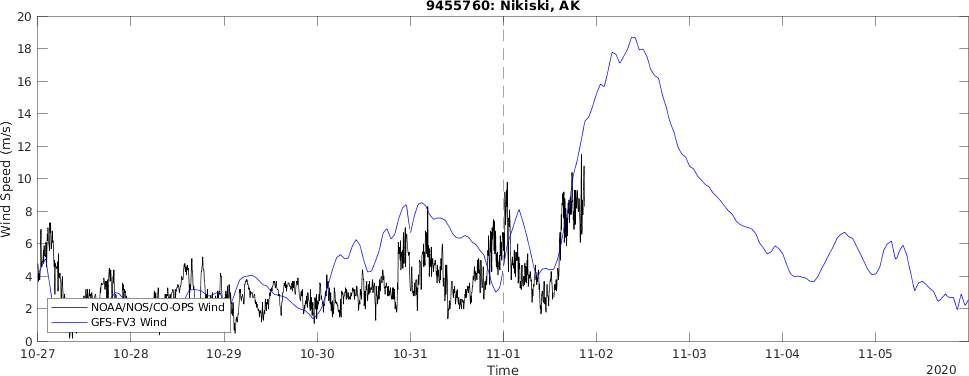 9455760: Nikiski, AK
Wind Speed (m/s)
20
18
16
14
12
10
8
6
4
2
0
NOAA/NOS/CO-OPS Wind
GFS-FV3 Wind
10-27 10-28 10-29 10-30 10-31 11-01 11-02 11-03 11-04 11-05
Time
2020